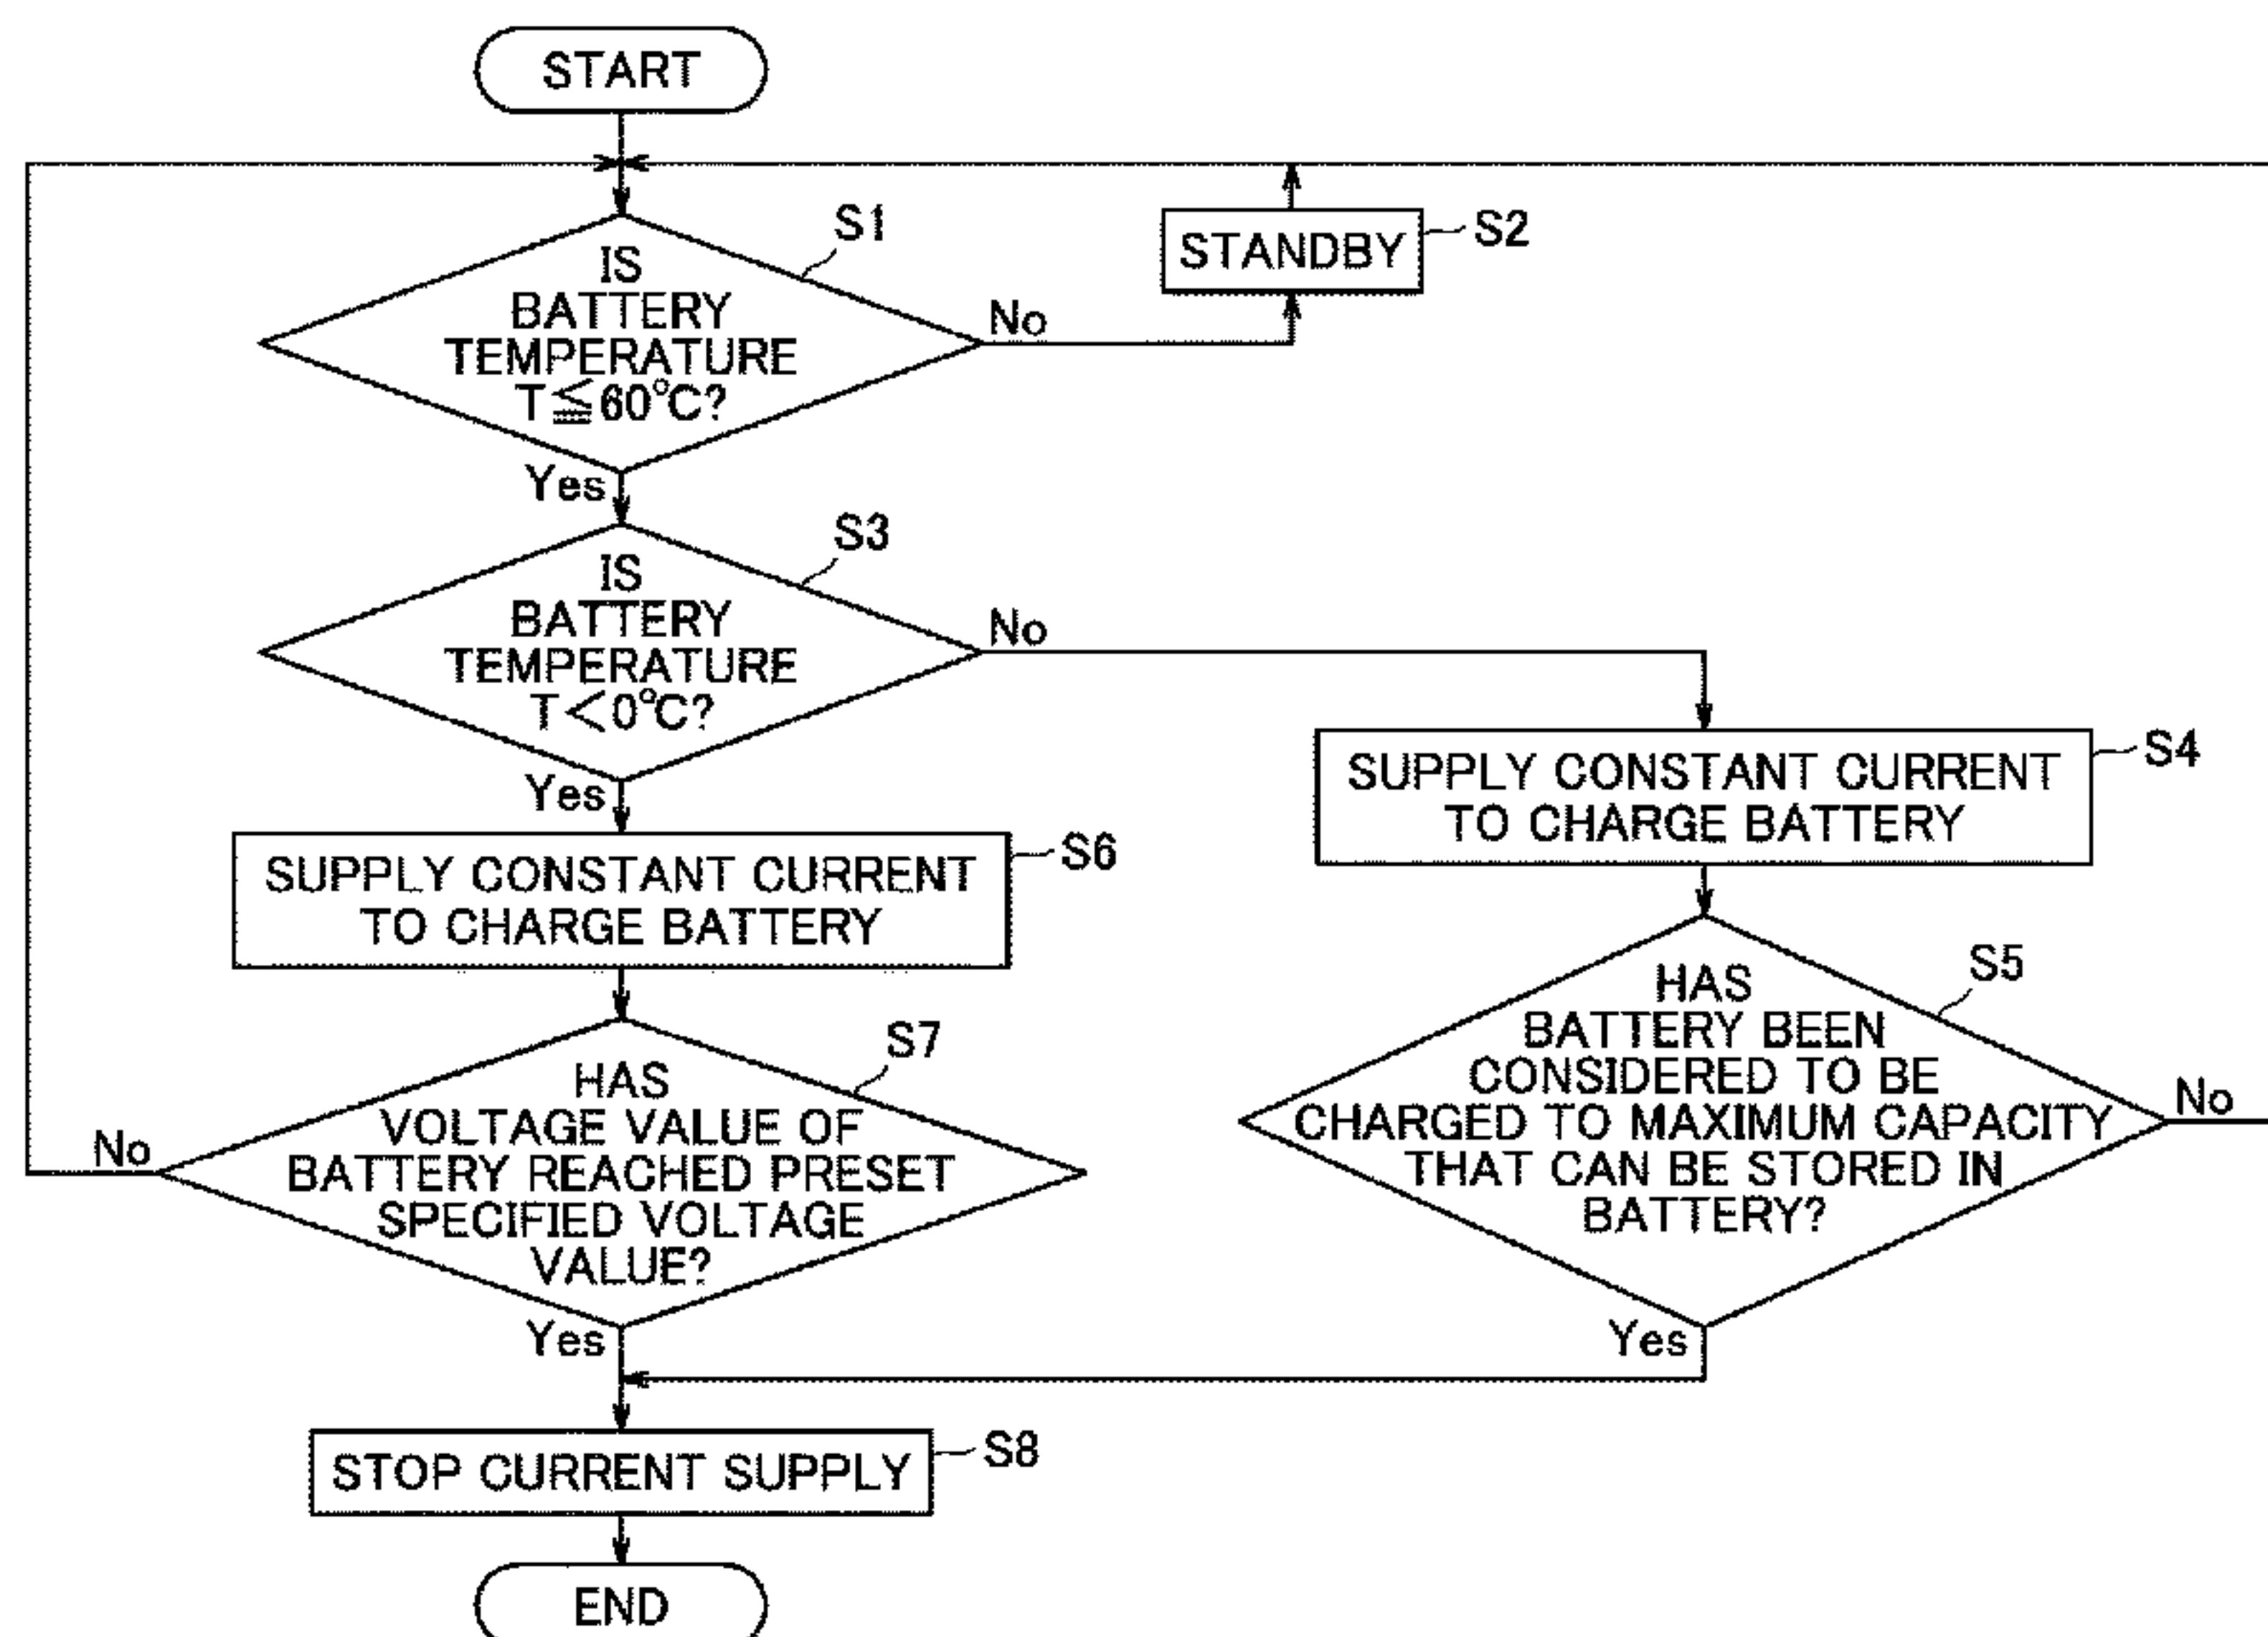 START
S1
IS
BATTERY
TEMPERATURE
T≦60°C?
No
STANDBY
S2
Yes
S3
IS
BATTERY
TEMPERATURE
T<0°C?
No
Yes
SUPPLY CONSTANT CURRENT
TO CHARGE BATTERY
S4
SUPPLY CONSTANT CURRENT
TO CHARGE BATTERY
S6
S5
HAS
BATTERY BEEN
CONSIDERED TO BE
CHARGED TO MAXIMUM CAPACITY
THAT CAN BE STORED IN
BATTERY?
No
Yes
S7
HAS
VOLTAGE VALUE OF
BATTERY REACHED PRESET
SPECIFIED VOLTAGE
VALUE?
No
Yes
STOP CURRENT SUPPLY
S8
END